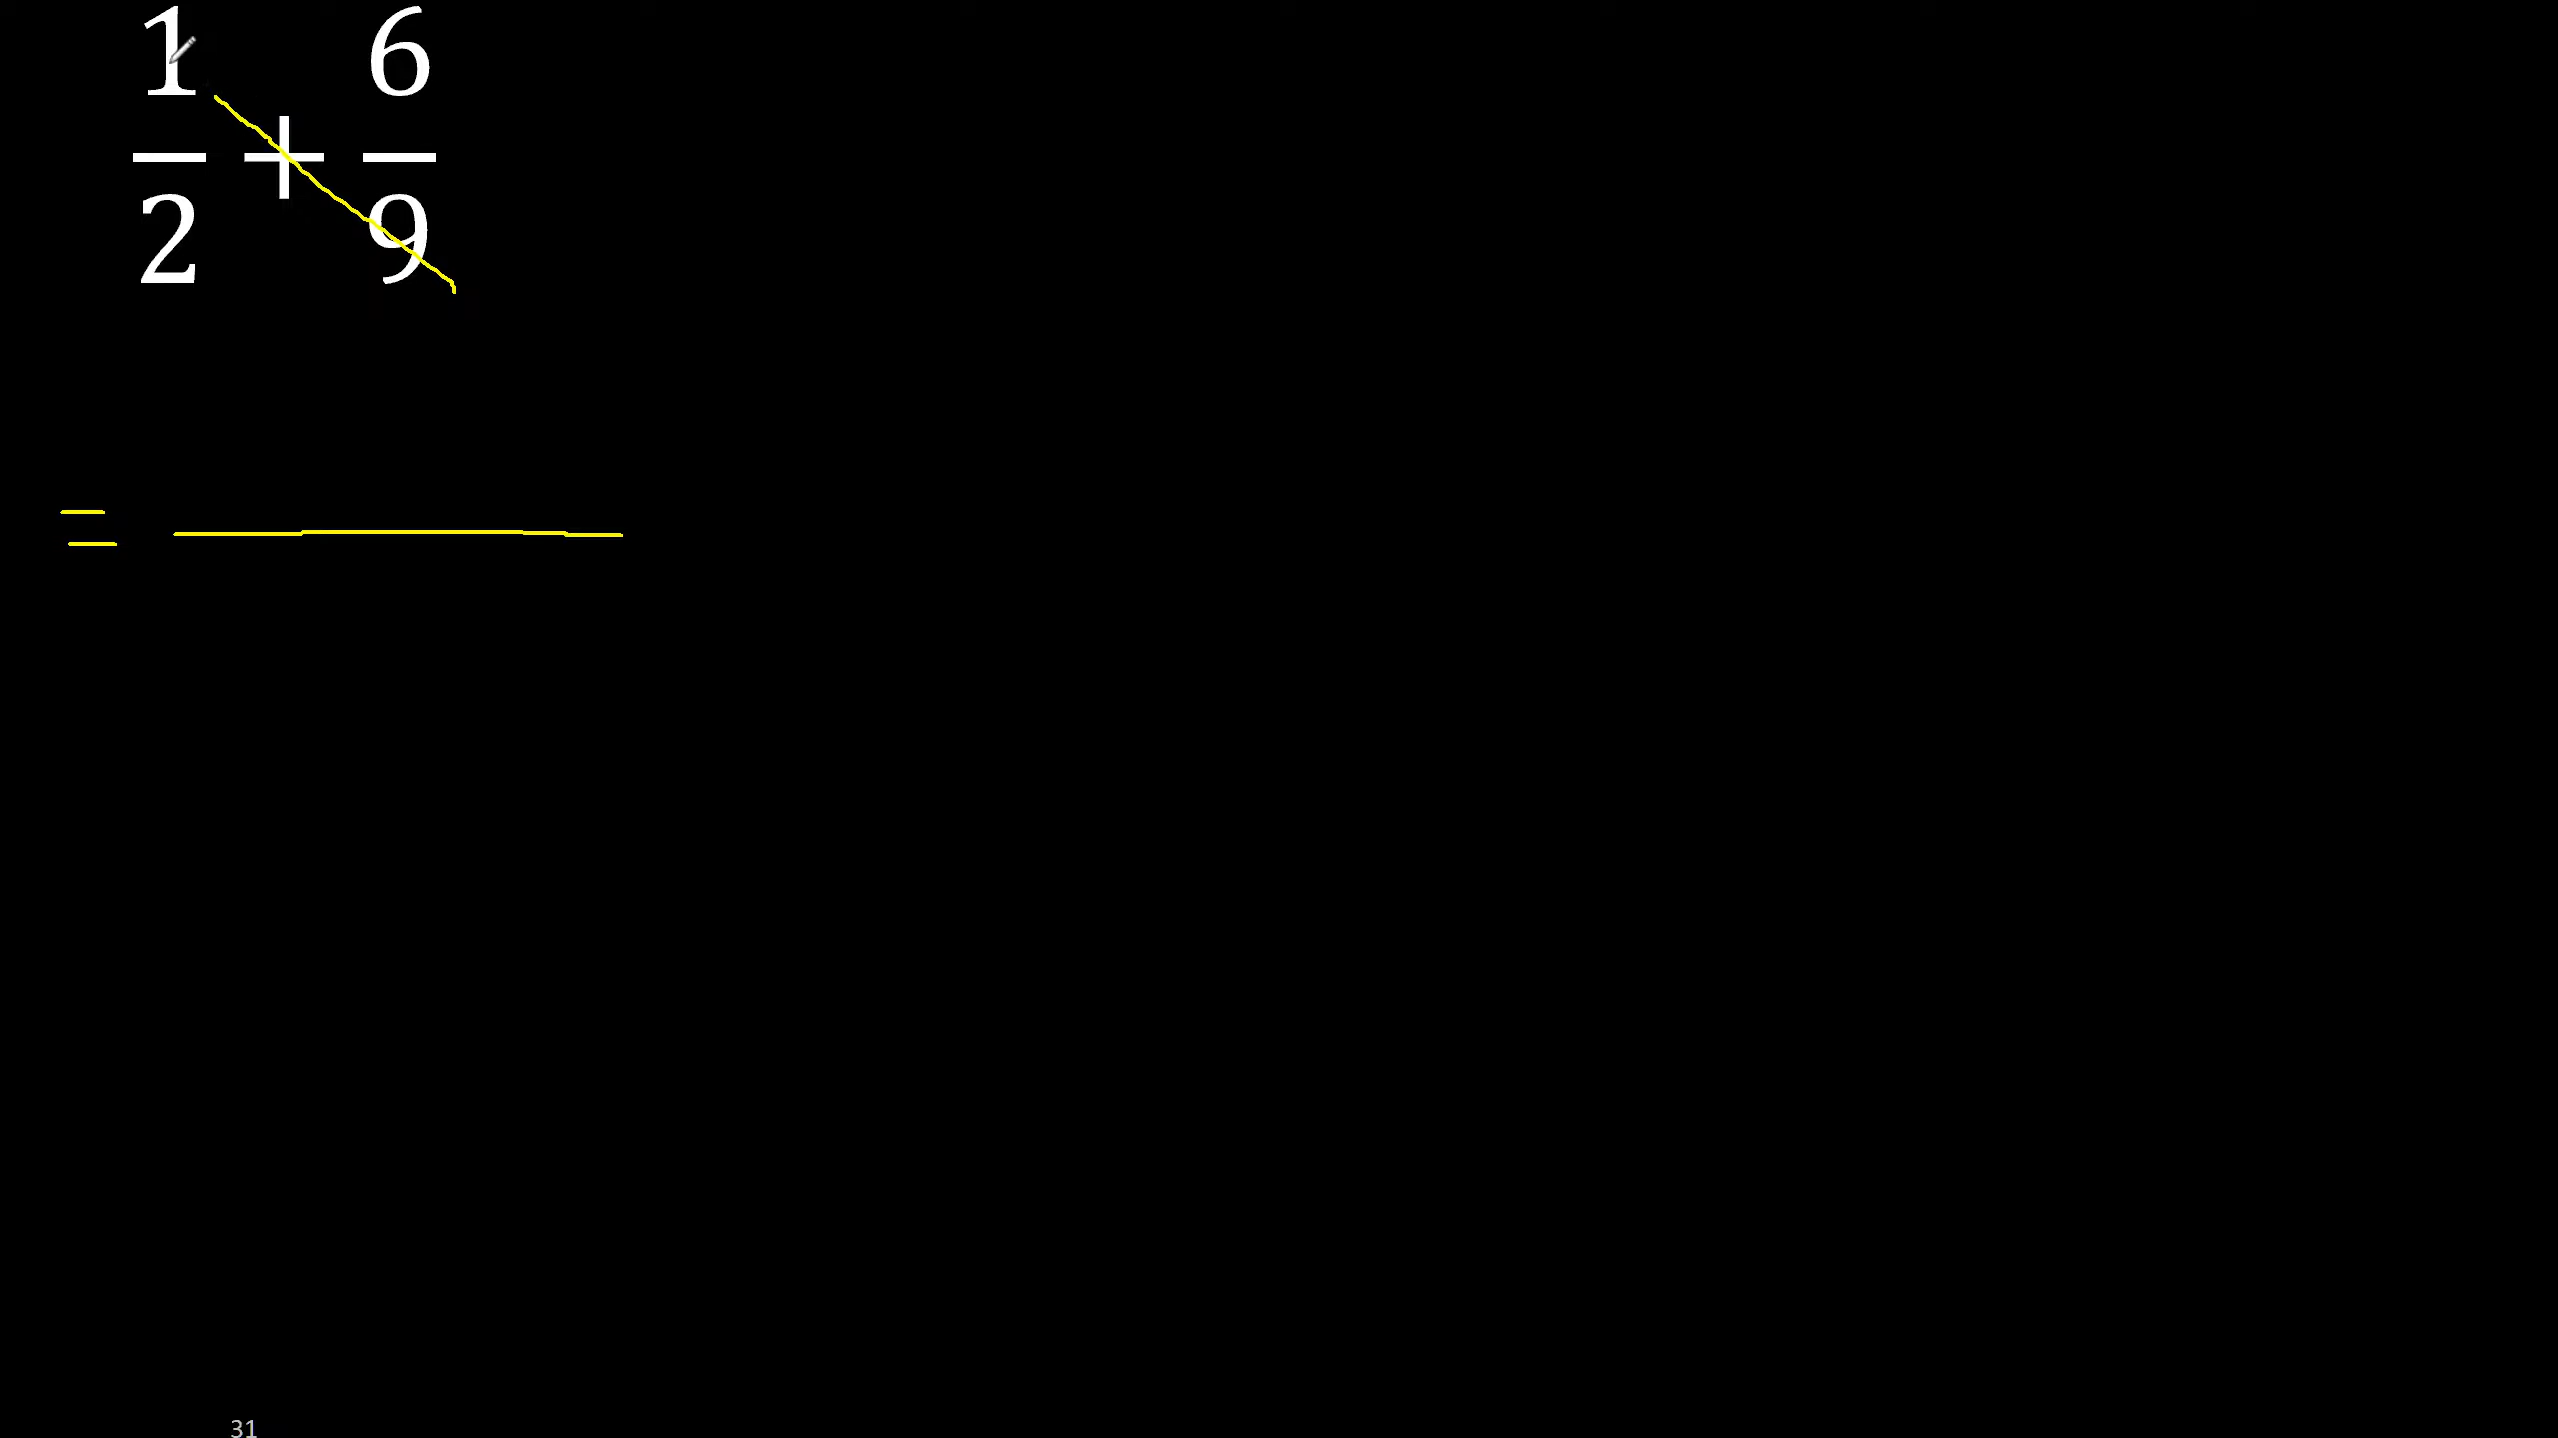 1 6
— + —
2 9
=
31